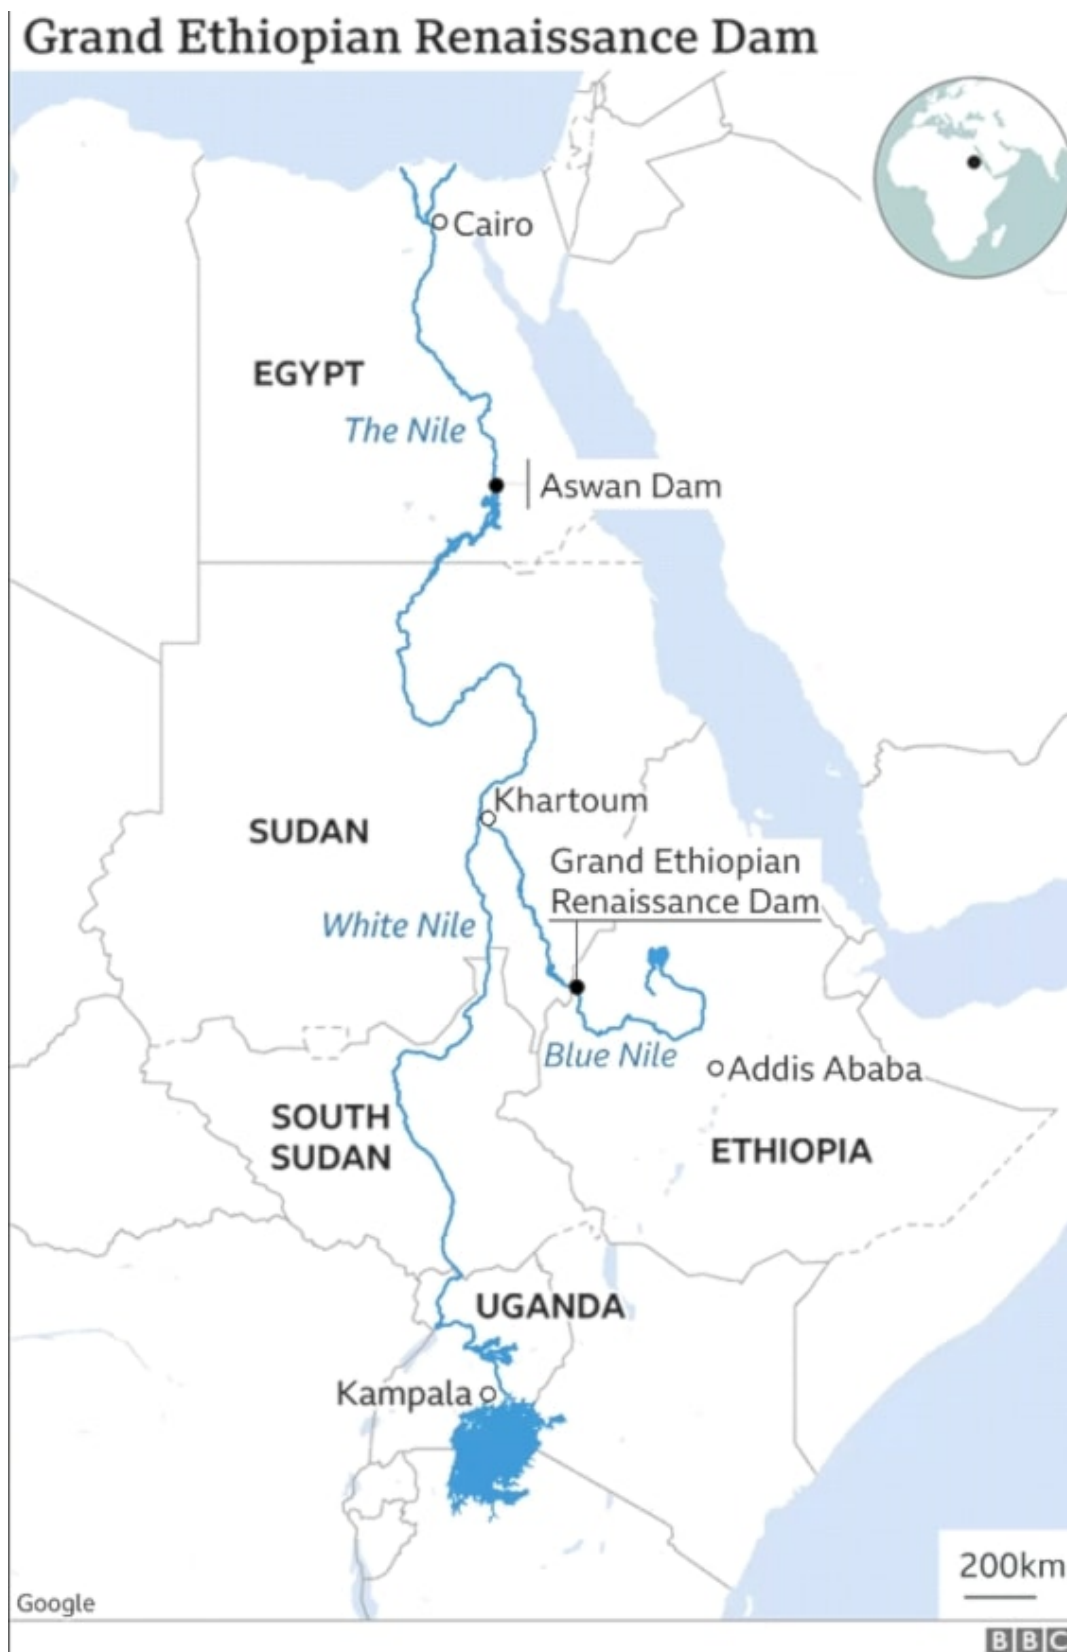 Grand Ethiopian Renaissance Dam
Cairo
EGYPT
The Nile
Aswan Dam
Khartoum
SUDAN
Grand Ethiopian
Renaissance Dam
White Nile
Blue Nile
Addis Ababa
SOUTH
SUDAN
ETHIOPIA
UGANDA
Kampala
200km
Google
BBC